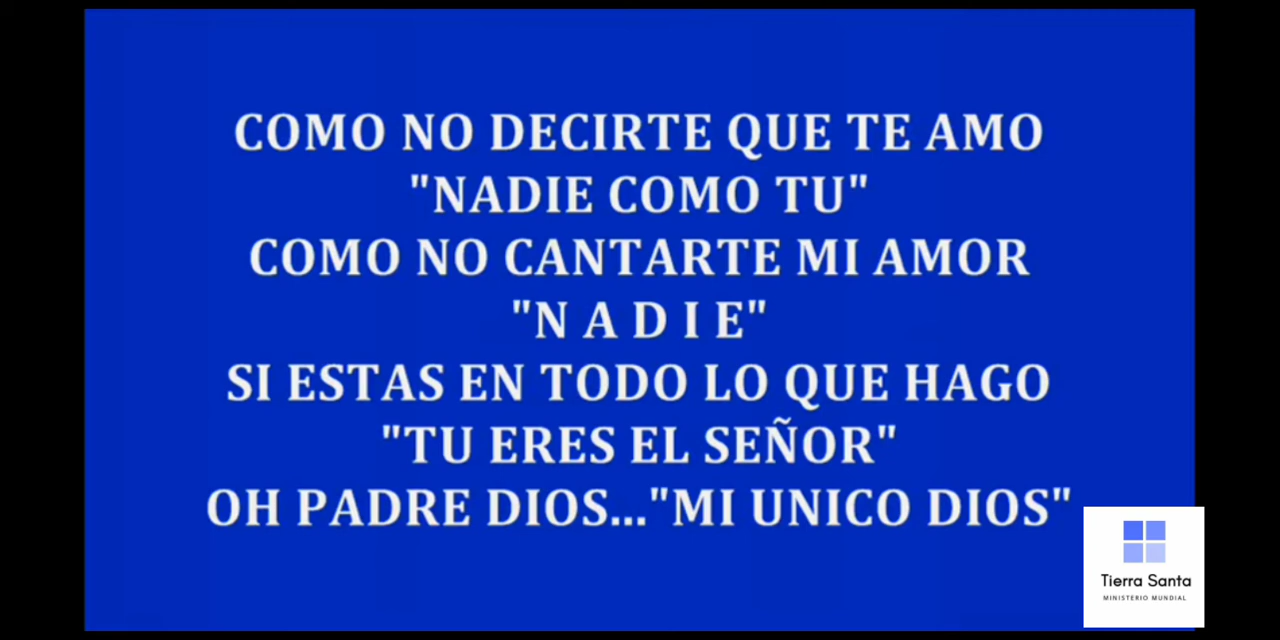 COMO NO DECIRTE QUE TE AMO
"NADIE COMO TU"
COMO NO CANTARTE MI AMOR
"N A D I E"
SI ESTAS EN TODO LO QUE HAGO
"TU ERES EL SEÑOR"
OH PADRE DIOS..."MI UNICO DIOS"
Tierra Santa
MINISTERIO MUNDIAL